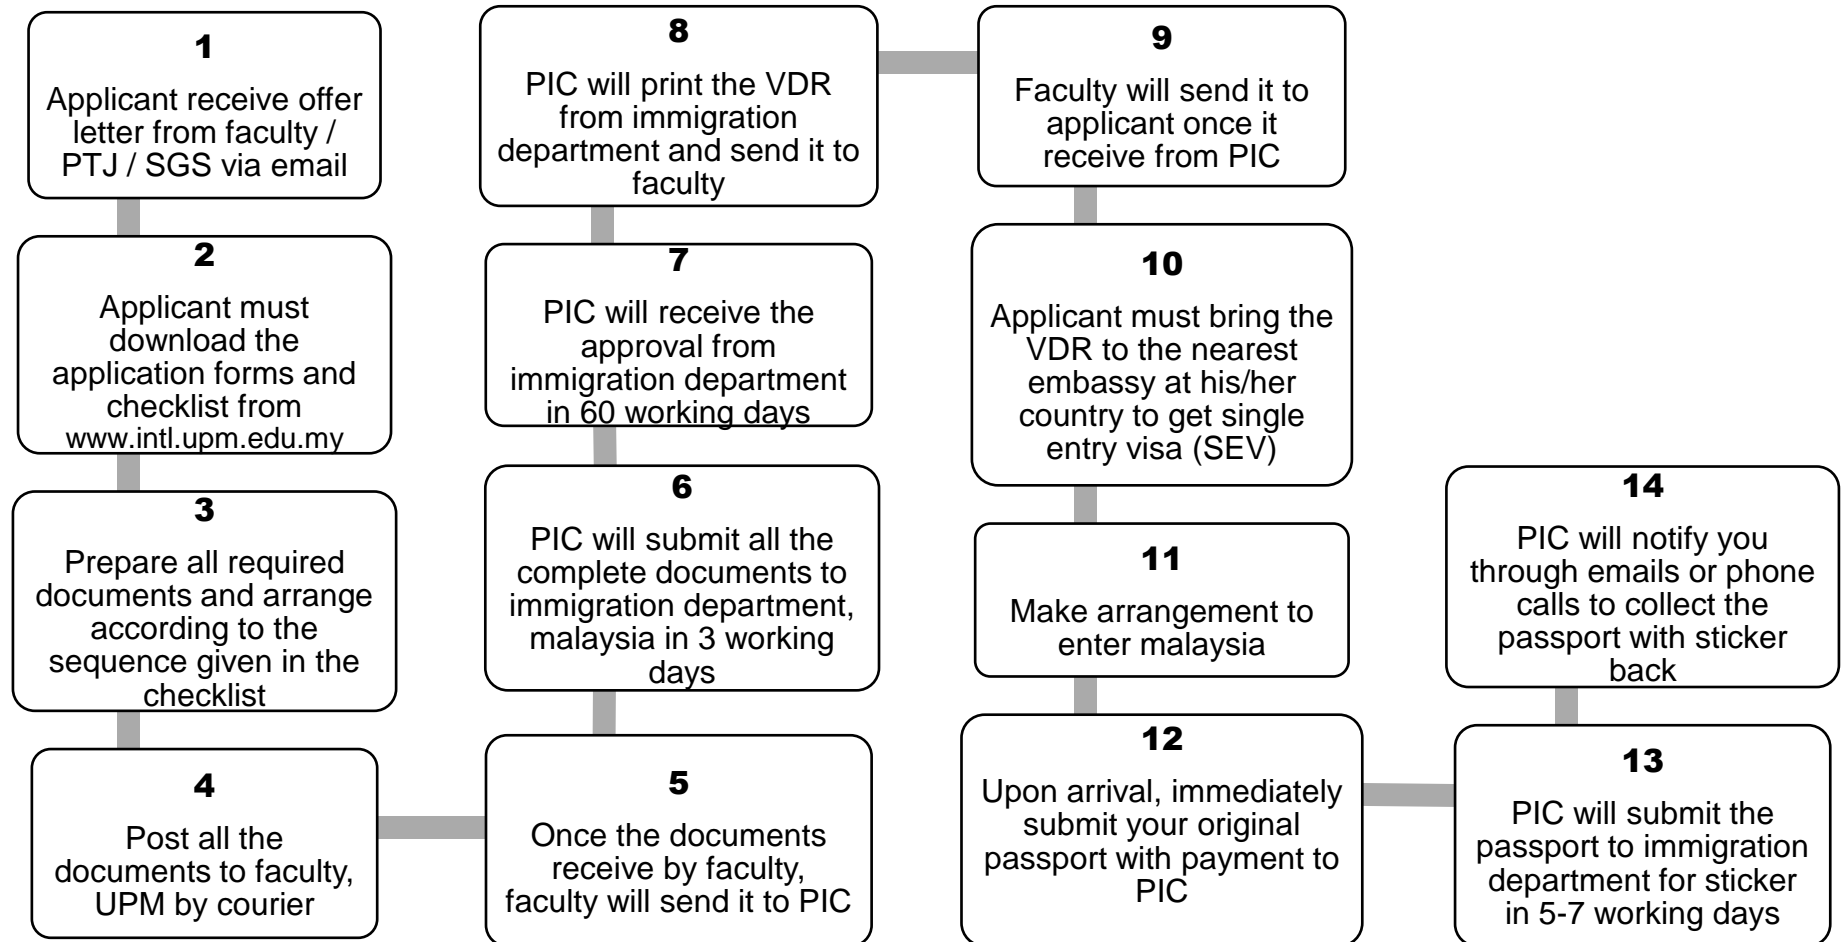 1
Applicant receive offer
letter from faculty /
PTJ / SGS via email
2
Applicant must
download the
application forms and
checklist from
www.intl.upm.edu.my
3
Prepare all required
documents and arrange
according to the
sequence given in the
checklist
4
Post all the
documents to faculty,
UPM by courier
5
Once the documents
receive by faculty,
faculty will send it to PIC
6
PIC will submit all the
complete documents to
immigration department,
malaysia in 3 working
days
7
PIC will receive the
approval from
immigration department
in 60 working days
8
PIC will print the VDR
from immigration
department and send it to
faculty
9
Faculty will send it to
applicant once it
receive from PIC
10
Applicant must bring the
VDR to the nearest
embassy at his/her
country to get single
entry visa (SEV)
11
Make arrangement to
enter malaysia
12
Upon arrival, immediately
submit your original
passport with payment to
PIC
13
PIC will submit the
passport to immigration
department for sticker
in 5-7 working days
14
PIC will notify you
through emails or phone
calls to collect the
passport with sticker
back